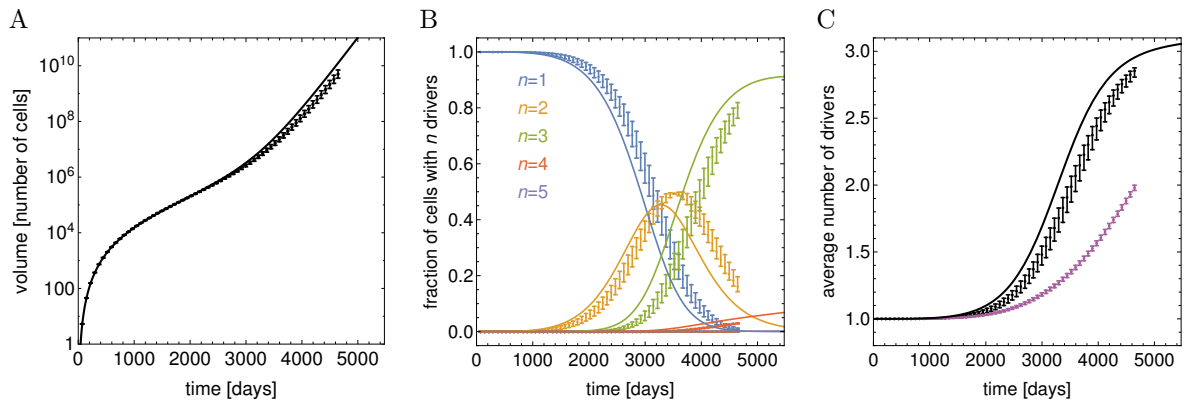 A
volume [number of cells]
10^10
10^8
10^6
10^4
100
1
0 1000 2000 3000 4000 5000
time [days]
B
fraction of cells with n drivers
1.0
0.8
0.6
0.4
0.2
0.0
n=1
n=2
n=3
n=4
n=5
0 1000 2000 3000 4000 5000
time [days]
C
average number of drivers
3.0
2.5
2.0
1.5
1.0
0 1000 2000 3000 4000 5000
time [days]